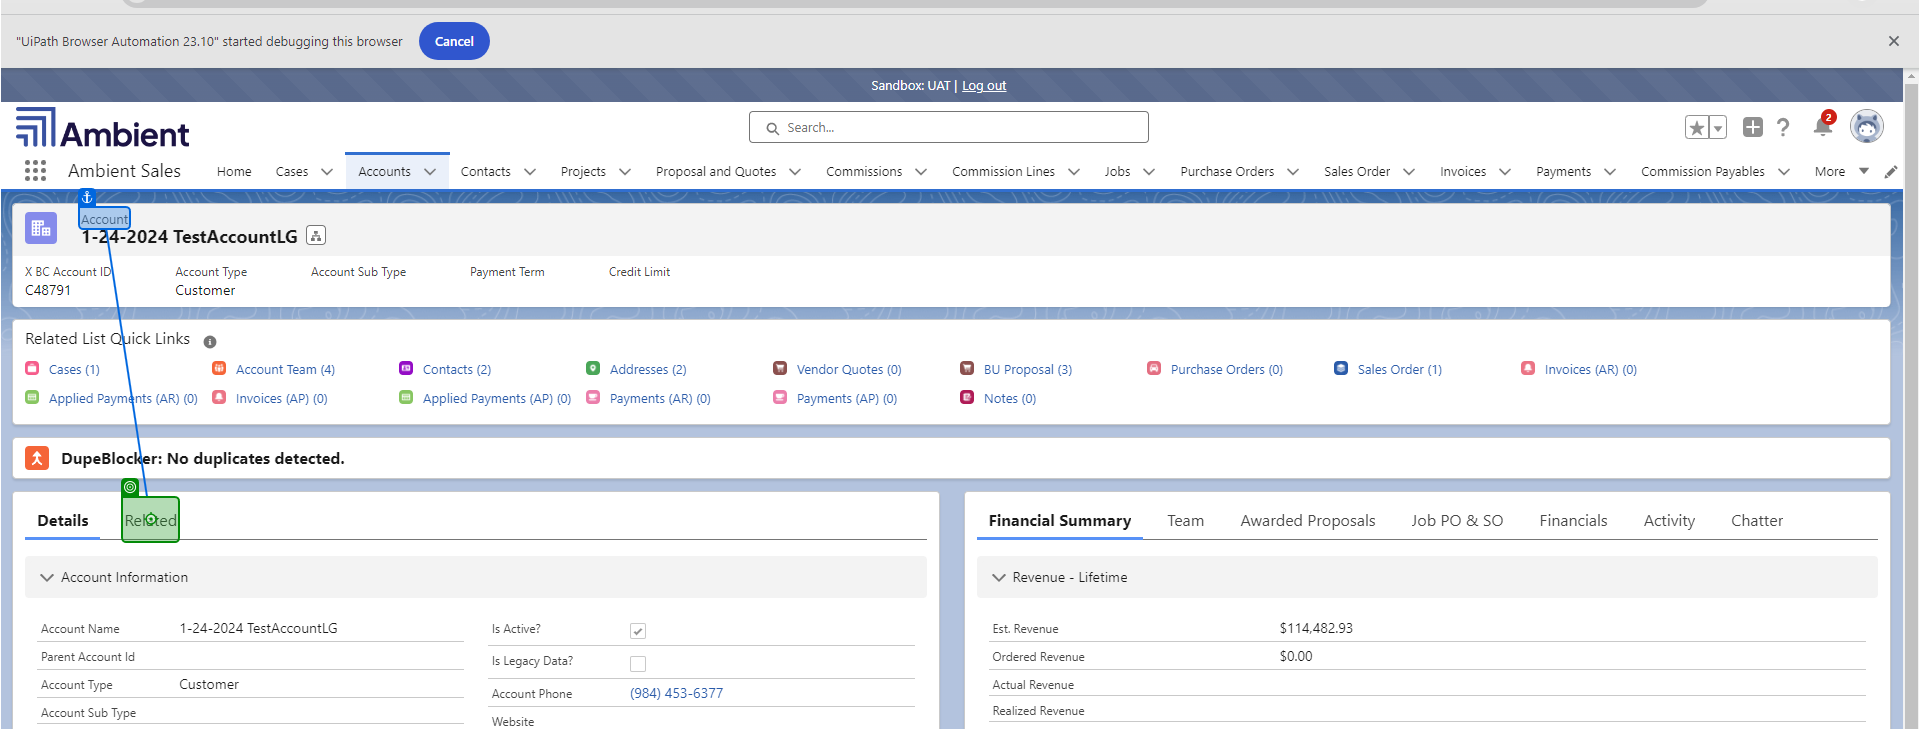 "UiPath Browser Automation 23.10" started debugging this browser Cancel
Sandbox: UAT | Log out
Ambient
Search...
2
Ambient Sales Home Cases Accounts Contacts Projects Proposal and Quotes Commissions Commission Lines Jobs Purchase Orders Sales Order Invoices Payments Commission Payables More
Account
1-24-2024 TestAccountLG
X BC Account ID Account Type Account Sub Type Payment Term Credit Limit
C48791 Customer
Related List Quick Links
Cases (1) Account Team (4) Contacts (2) Addresses (2) Vendor Quotes (0) BU Proposal (3) Purchase Orders (0) Sales Order (1) Invoices (AR) (0)
Applied Payments (AR) (0) Invoices (AP) (0) Applied Payments (AP) (0) Payments (AR) (0) Payments (AP) (0) Notes (0)
DupeBlocker: No duplicates detected.
Details Related
Financial Summary Team Awarded Proposals Job PO & SO Financials Activity Chatter
Account Information
Revenue - Lifetime
Account Name 1-24-2024 TestAccountLG Is Active? Est. Revenue $114,482.93
Parent Account Id Is Legacy Data? Ordered Revenue $0.00
Account Type Customer Account Phone (984) 453-6377 Actual Revenue
Account Sub Type Website Realized Revenue